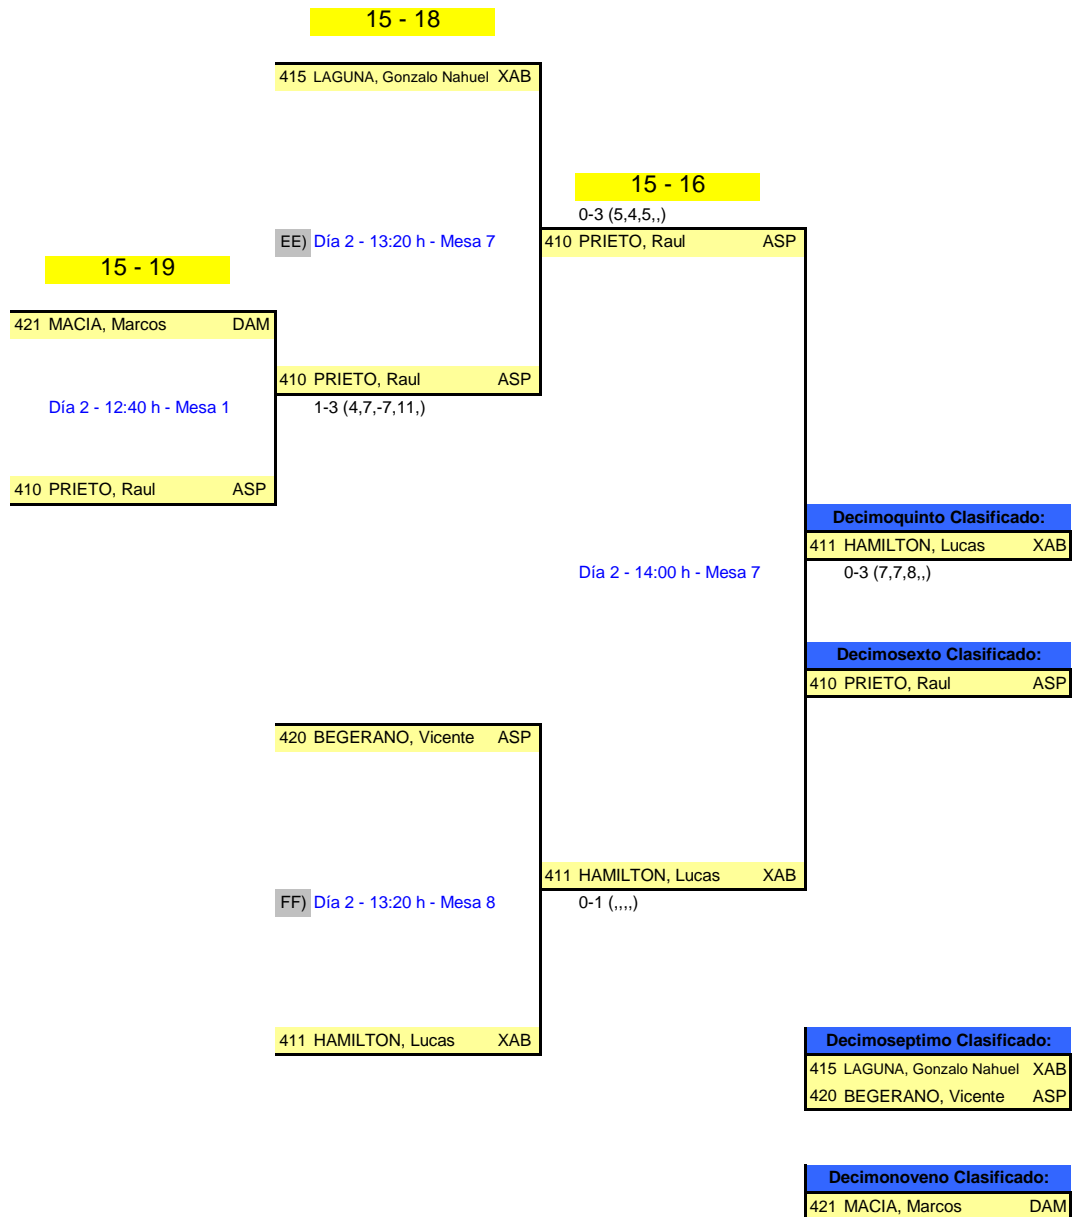 15 - 18
415 LAGUNA, Gonzalo Nahuel XAB
15 - 16
0-3 (5,4,5,,)
EE) Día 2 - 13:20 h - Mesa 7
410 PRIETO, Raul ASP
15 - 19
421 MACIA, Marcos DAM
410 PRIETO, Raul ASP
Día 2 - 12:40 h - Mesa 1
1-3 (4,7,-7,11,)
410 PRIETO, Raul ASP
Decimoquinto Clasificado:
411 HAMILTON, Lucas XAB
Día 2 - 14:00 h - Mesa 7
0-3 (7,7,8,,)
Decimosexto Clasificado:
410 PRIETO, Raul ASP
420 BEGERANO, Vicente ASP
411 HAMILTON, Lucas XAB
FF) Día 2 - 13:20 h - Mesa 8
0-1 (,,,,)
411 HAMILTON, Lucas XAB
Decimoseptimo Clasificado:
415 LAGUNA, Gonzalo Nahuel XAB
420 BEGERANO, Vicente ASP
Decimonoveno Clasificado:
421 MACIA, Marcos DAM